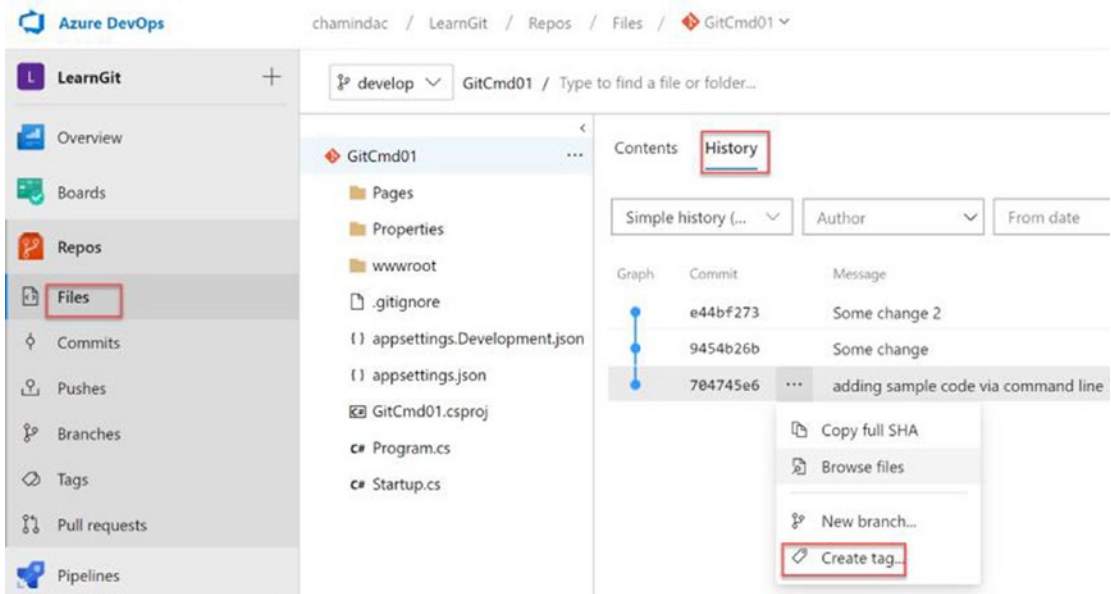 Azure DevOps
chamindac / LearnGit / Repos / Files / GitCmd01
L LearnGit +
develop GitCmd01 / Type to find a file or folder...
Overview
Boards
Repos
Files
Commits
Pushes
Branches
Tags
Pull requests
Pipelines
GitCmd01 ...
Pages
Properties
wwwroot
.gitignore
{} appsettings.Development.json
{} appsettings.json
GitCmd01.csproj
C# Program.cs
C# Startup.cs
Contents History
Simple history (... Author From date
Graph Commit Message
e44bf273 Some change 2
9454b26b Some change
704745e6 ... adding sample code via command line
Copy full SHA
Browse files
New branch...
Create tag...